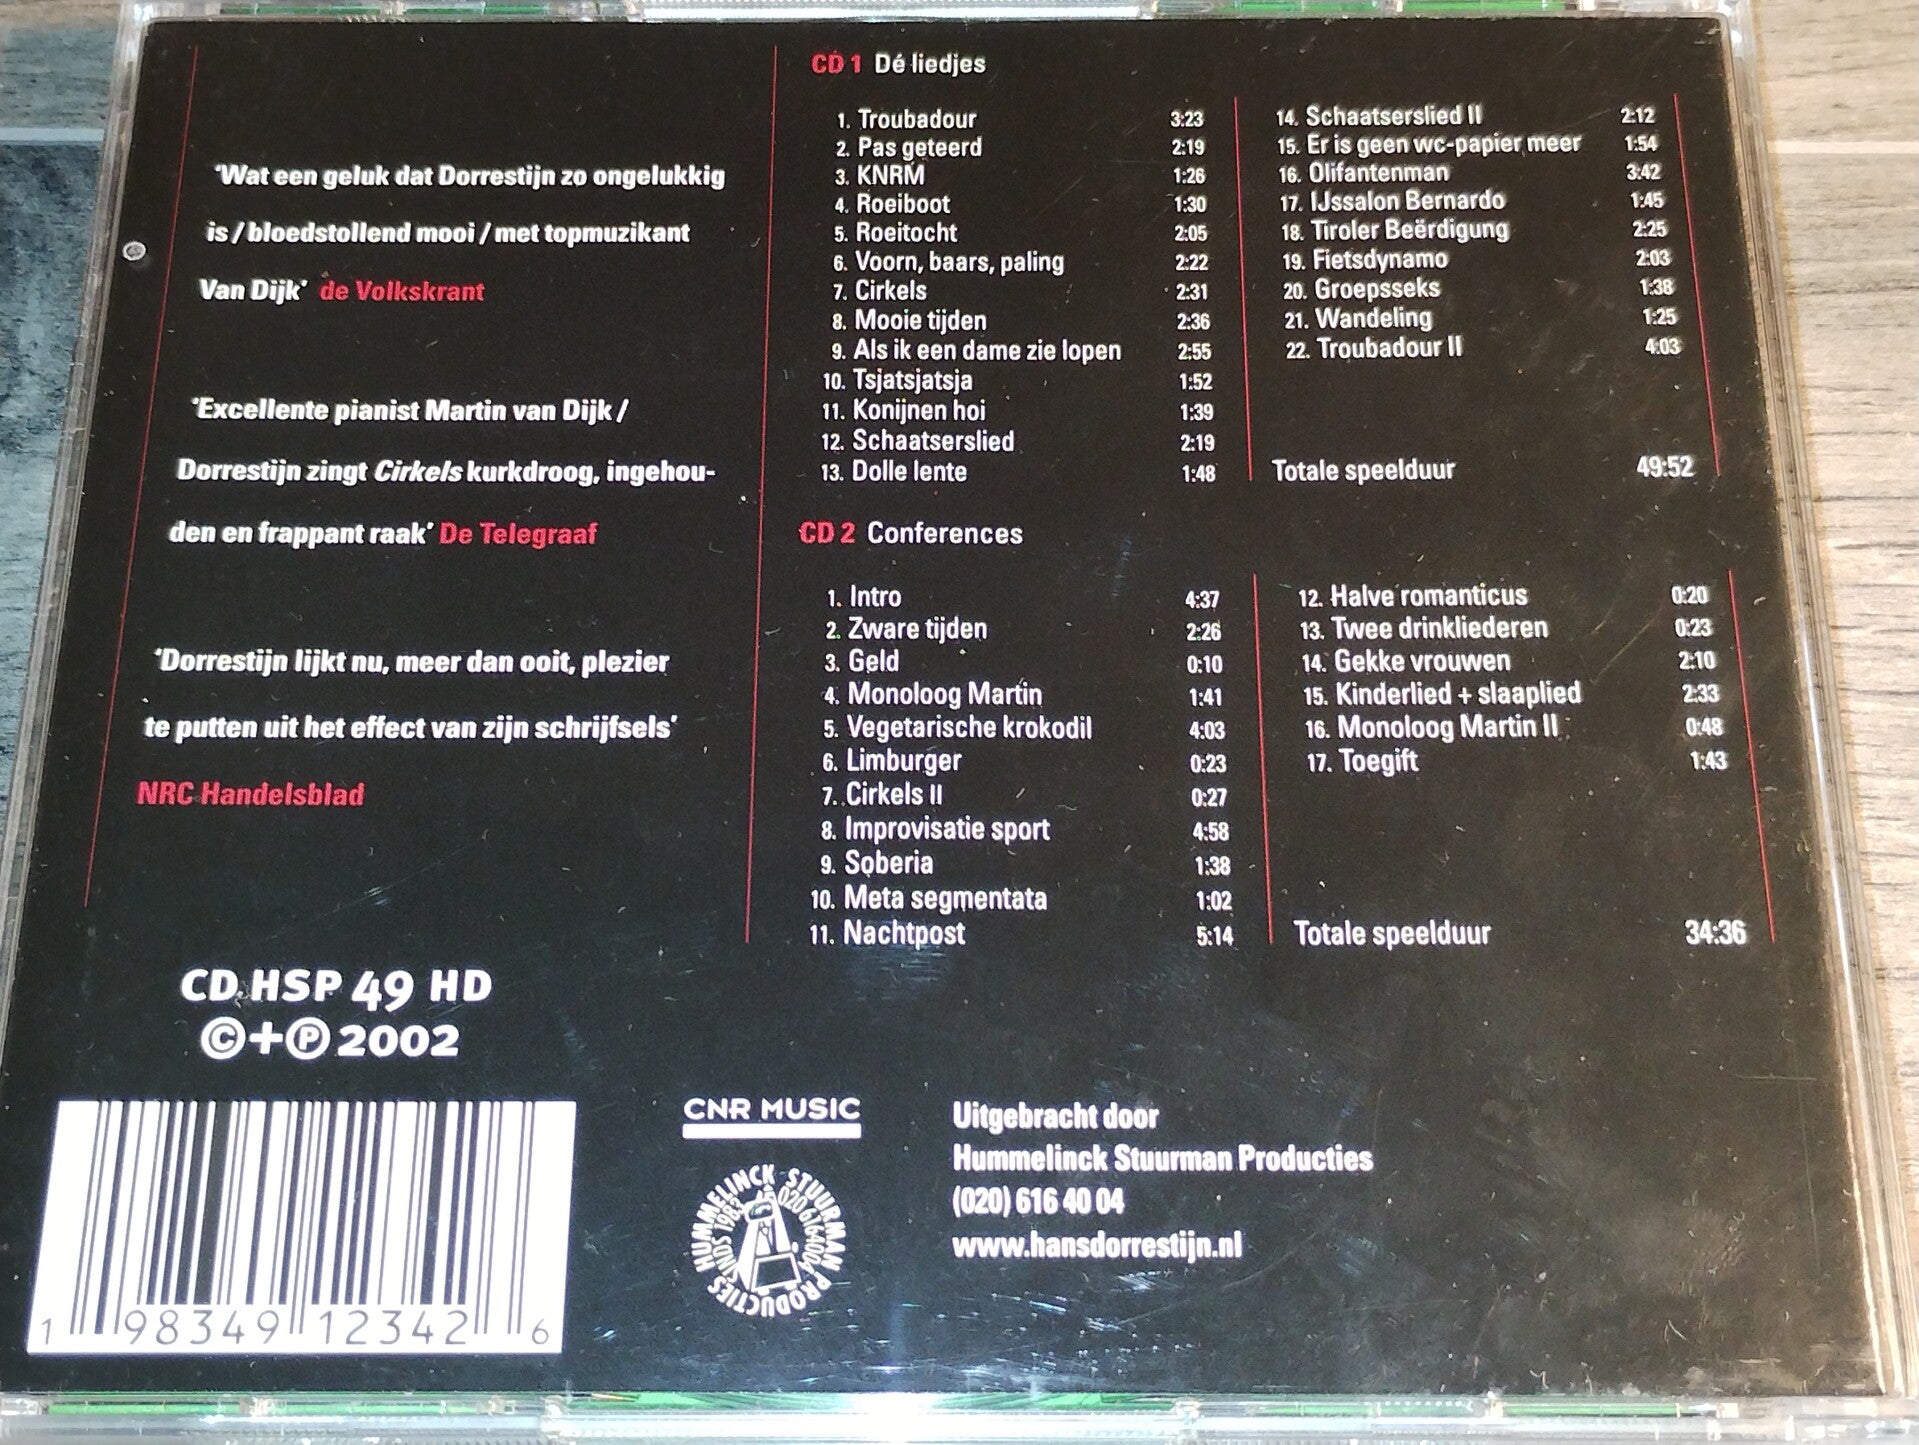 'Wat een geluk dat Dorrestijn zo ongelukkig
is / bloedstollend mooi / met topmuzikant
Van Dijk' de Volkskrant
'Excellente pianist Martin van Dijk /
Dorrestijn zingt Cirkels kurkdroog, ingehou-
den en frappant raak' De Telegraaf
'Dorrestijn lijkt nu, meer dan ooit, plezier
te putten uit het effect van zijn schrijfsels'
NRC Handelsblad
CD 1 Dé liedjes
1. Troubadour 3:23
2. Pas geteerd 2:19
3. KNRM 1:26
4. Roeiboot 1:30
5. Roeitocht 2:05
6. Voorn, baars, paling 2:22
7. Cirkels 2:31
8. Mooie tijden 2:36
9. Als ik een dame zie lopen 2:55
10. Tsjatsjatsja 1:52
11. Konijnen hoi 1:39
12. Schaatserslied 2:19
13. Dolle lente 1:48
14. Schaatserslied II 2:12
15. Er is geen wc-papier meer 1:54
16. Olifantenman 3:42
17. IJssalon Bernardo 1:45
18. Tiroler Beërdigung 2:25
19. Fietsdynamo 2:03
20. Groepsseks 1:38
21. Wandeling 1:25
22. Troubadour II 4:03
Totale speelduur 49:52
CD 2 Conferences
1. Intro 4:37
2. Zware tijden 2:26
3. Geld 0:10
4. Monoloog Martin 1:41
5. Vegetarische krokodil 4:03
6. Limburger 0:23
7. Cirkels II 0:27
8. Improvisatie sport 4:58
9. Soberia 1:38
10. Meta segmentata 1:02
11. Nachtpost 5:14
12. Halve romanticus 0:20
13. Twee drinkliederen 0:23
14. Gekke vrouwen 2:10
15. Kinderlied + slaaplied 2:33
16. Monoloog Martin II 0:48
17. Toegift 1:43
Totale speelduur 34:36
CD HSP 49 HD
©+℗ 2002
1 98349 12342 6
CNR MUSIC
HUMMELINCK STUURMAN PRODUCTIES
SINDS 1982 020 6164004
Uitgebracht door
Hummelinck Stuurman Producties
(020) 616 40 04
www.hansdorrestijn.nl